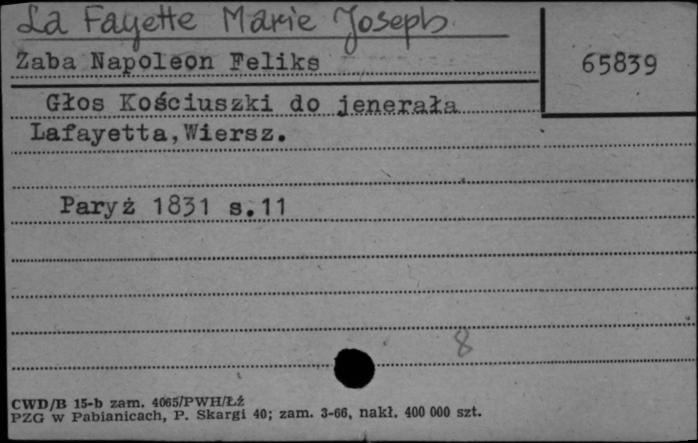 La Fayette Marie Joseph
Żaba Napoleon Feliks
65839
Głos Kościuszki do jenerała
Lafayetta,Wiersz.
Paryż 1831 s.11
8
CWD/B 15-b zam. 4065/PWH/Łź
PZG w Pabianicach, P. Skargi 40; zam. 3-66, nakł. 400 000 szt.